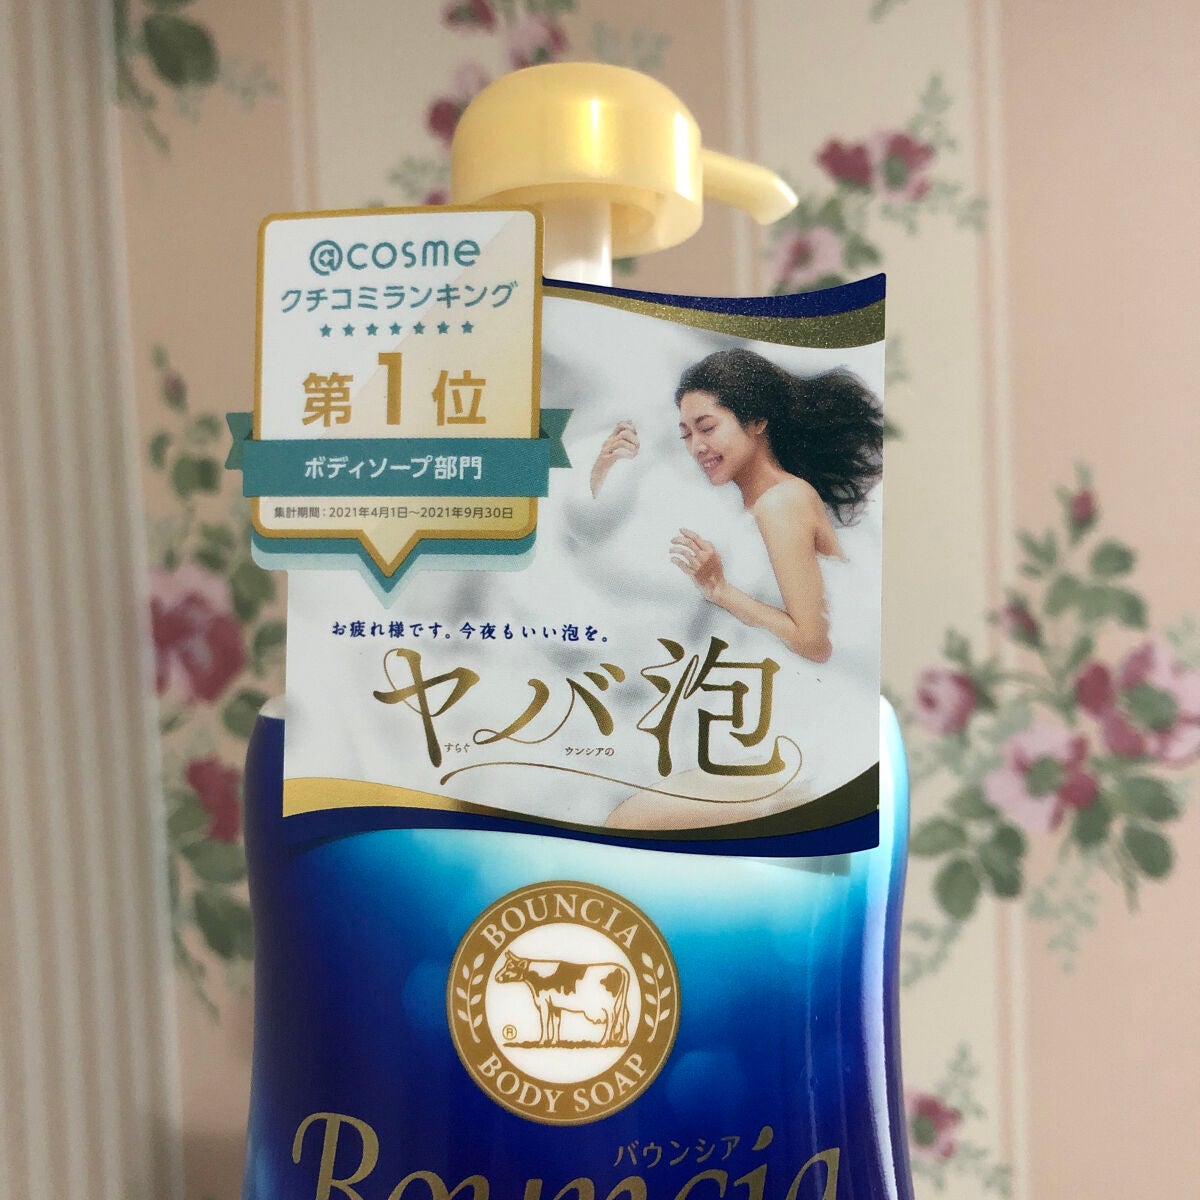 @cosme
クチコミランキング
第1位
ボディソープ部門
集計期間：2021年4月1日～2021年9月30日
お疲れ様です。今夜もいい泡を。
ヤバ泡
すらぐ ウンシアの
BOUNCIA
®
BODY SOAP
バウンシア
Bouncia